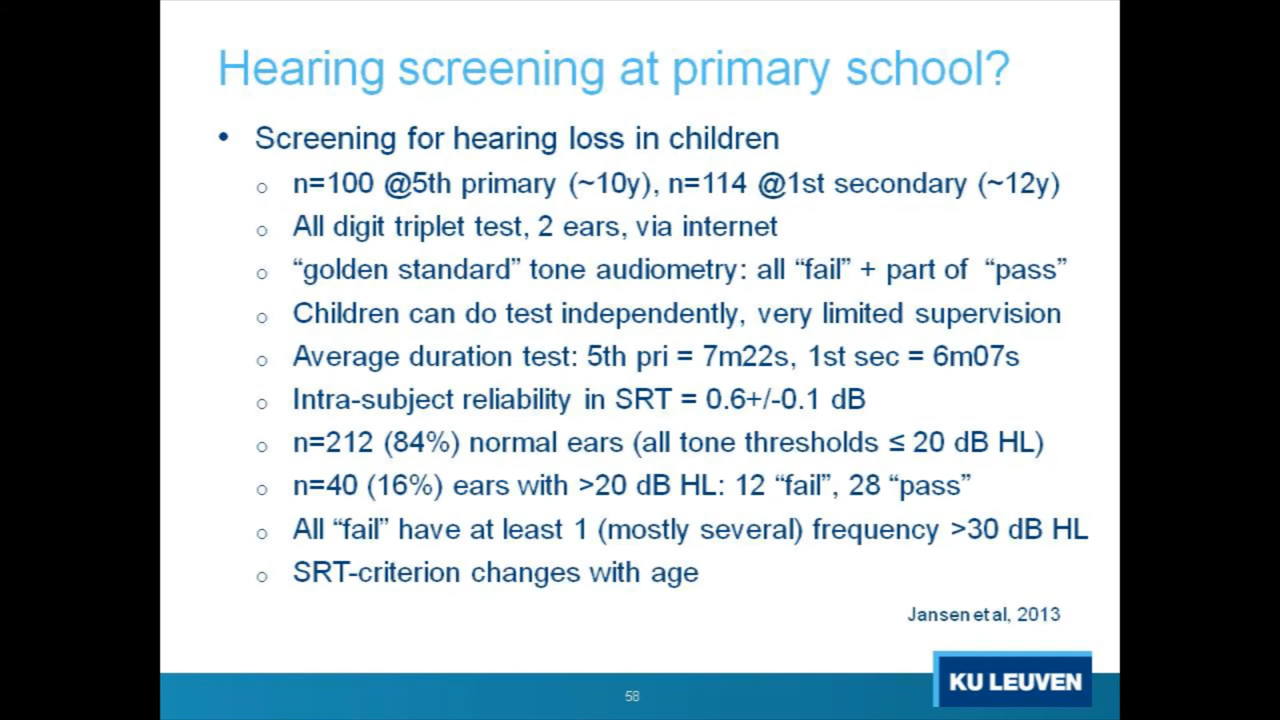 Hearing screening at primary school?
• Screening for hearing loss in children
○ n=100 @5th primary (~10y), n=114 @1st secondary (~12y)
○ All digit triplet test, 2 ears, via internet
○ “golden standard” tone audiometry: all “fail” + part of “pass”
○ Children can do test independently, very limited supervision
○ Average duration test: 5th pri = 7m22s, 1st sec = 6m07s
○ Intra-subject reliability in SRT = 0.6+/-0.1 dB
○ n=212 (84%) normal ears (all tone thresholds ≤ 20 dB HL)
○ n=40 (16%) ears with >20 dB HL: 12 “fail”, 28 “pass”
○ All “fail” have at least 1 (mostly several) frequency >30 dB HL
○ SRT-criterion changes with age
Jansen et al, 2013
58
KU LEUVEN